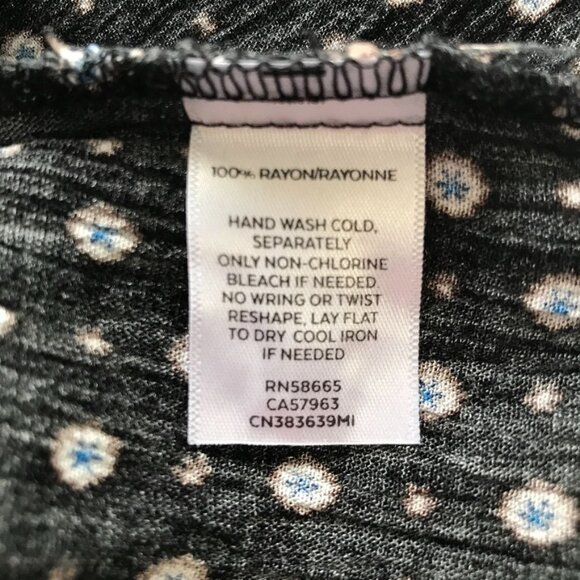 100% RAYON/RAYONNE
HAND WASH COLD,
SEPARATELY
ONLY NON-CHLORINE
BLEACH IF NEEDED
NO WRING OR TWIST
RESHAPE, LAY FLAT
TO DRY COOL IRON
IF NEEDED
RN58665
CA57963
CN383639MI